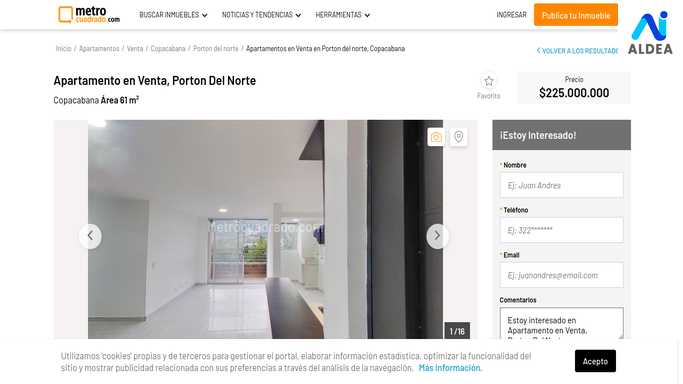 metro
cuadrado.com
BUSCAR INMUEBLES
NOTICIAS Y TENDENCIAS
HERRAMIENTAS
INGRESAR
Publica tu Inmueble
ALDEA
Inicio / Apartamentos / Venta / Copacabana / Porton del norte / Apartamentos en Venta en Porton del norte, Copacabana
VOLVER A LOS RESULTAD
Apartamento en Venta, Porton Del Norte
Copacabana Área 61 m²
Favorito
Precio
$225.000.000
metrocuadrado.com
1/16
¡Estoy Interesado!
* Nombre
Ej: Juan Andres
* Teléfono
Ej: 322*******
* Email
Ej: juanandres@email.com
Comentarios
Estoy interesado en
Apartamento en Venta,
Utilizamos 'cookies' propias y de terceros para gestionar el portal, elaborar información estadística, optimizar la funcionalidad del
sitio y mostrar publicidad relacionada con sus preferencias a través del análisis de la navegación. Más información.
Acepto